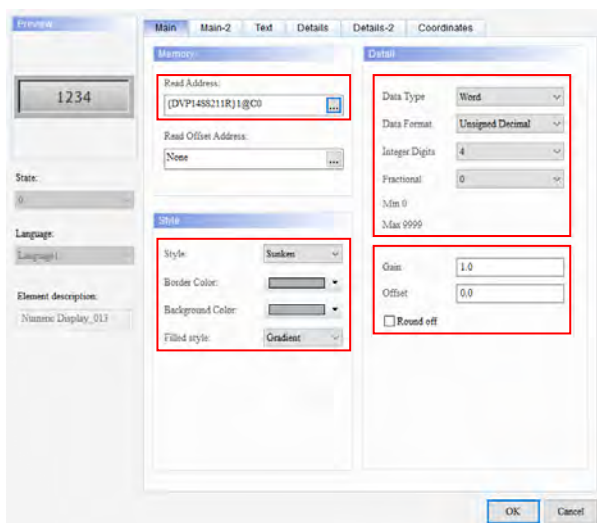 Preview
1234
State:
0
Language:
Language1
Element description:
Numeric Display_013
Main Main-2 Text Details Details-2 Coordinates
Memory
Read Address:
{DVP14SS211R}1@C0 ...
Read Offset Address:
None ...
Style
Style: Sunken
Border Color:
Background Color:
Filled style: Gradient
Detail
Data Type Word
Data Format Unsigned Decimal
Integer Digits 4
Fractional 0
Min 0
Max 9999
Gain 1.0
Offset 0.0
Round off
OK Cancel